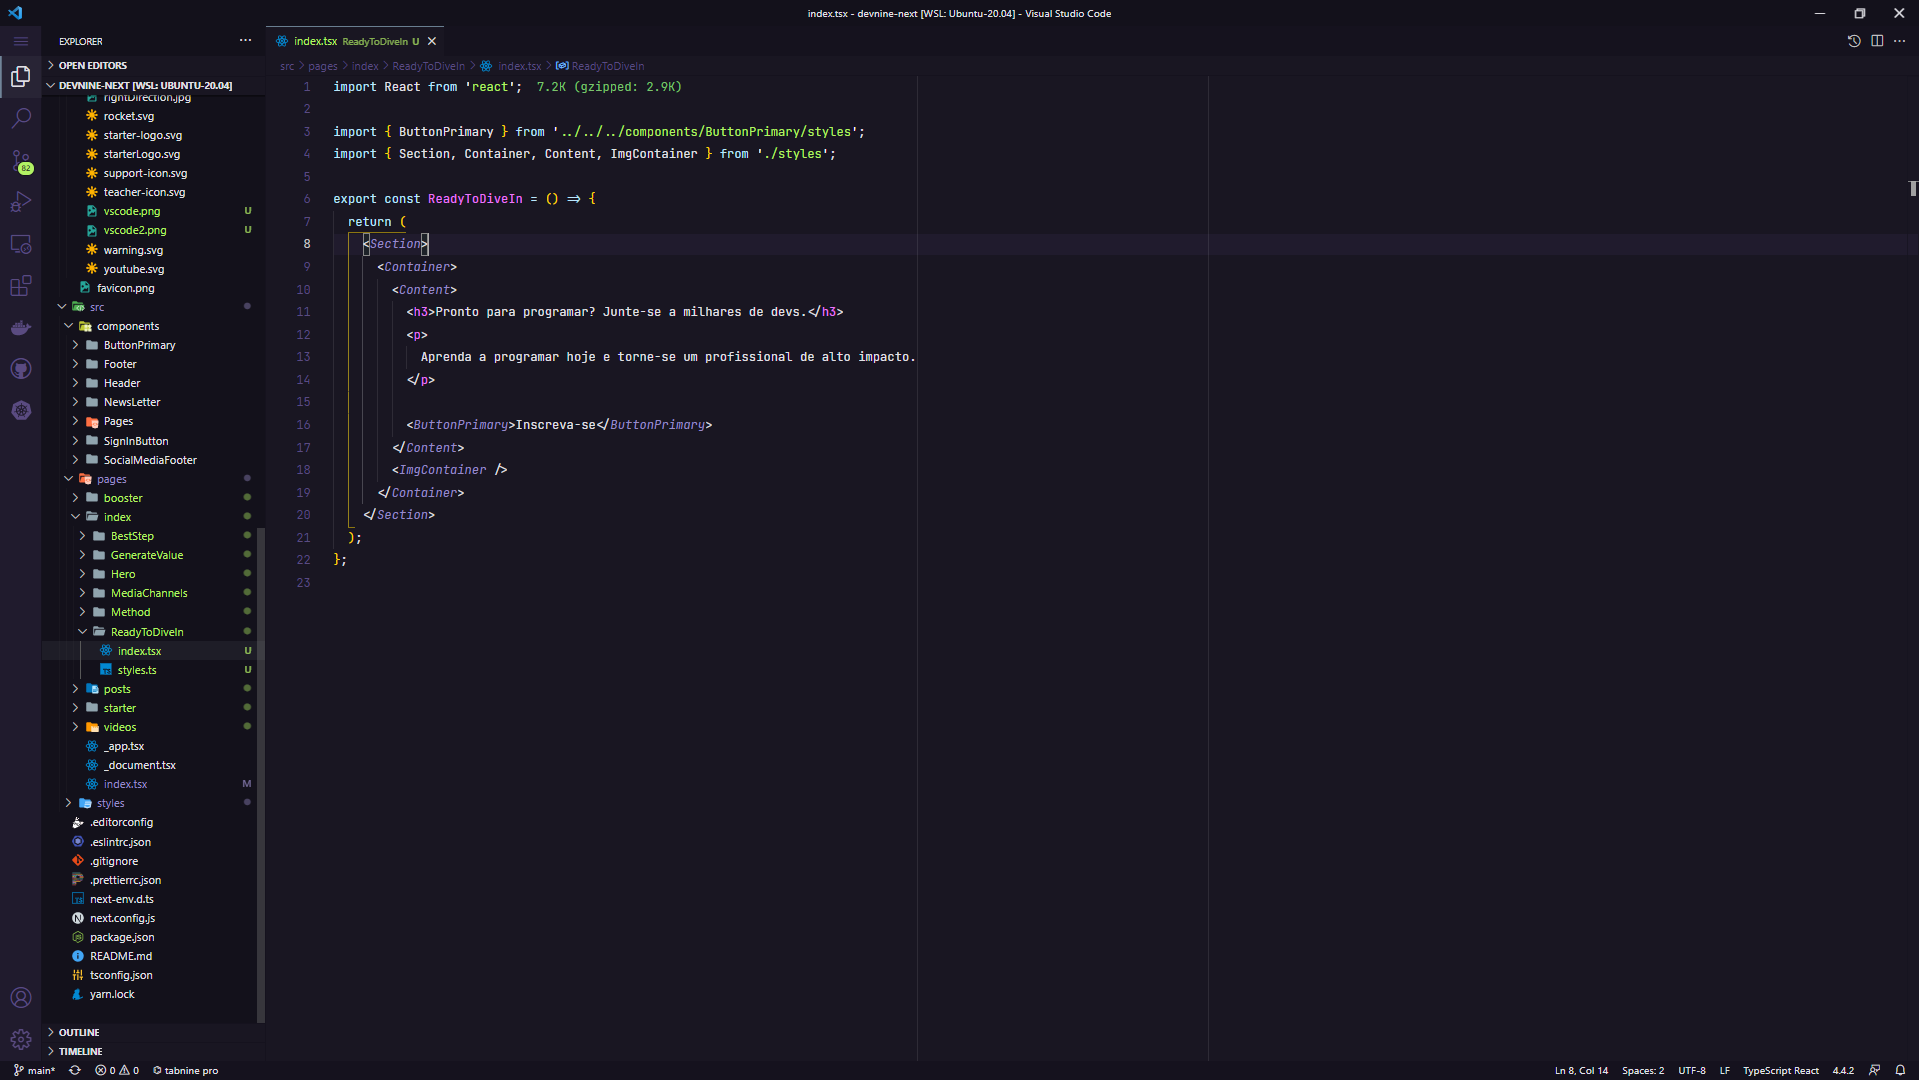 index.tsx - devnine-next [WSL: Ubuntu-20.04] - Visual Studio Code
EXPLORER
OPEN EDITORS
DEVNINE-NEXT [WSL: UBUNTU-20.04]
rightDirection.jpg
rocket.svg
starter-logo.svg
starterLogo.svg
support-icon.svg
teacher-icon.svg
vscode.png U
vscode2.png U
warning.svg
youtube.svg
favicon.png
src
components
ButtonPrimary
Footer
Header
NewsLetter
Pages
SignInButton
SocialMediaFooter
pages
booster
index
BestStep
GenerateValue
Hero
MediaChannels
Method
ReadyToDiveIn
index.tsx U
styles.ts U
posts
starter
videos
_app.tsx
_document.tsx
index.tsx M
styles
.editorconfig
.eslintrc.json
.gitignore
.prettierrc.json
next-env.d.ts
next.config.js
package.json
README.md
tsconfig.json
yarn.lock
OUTLINE
TIMELINE
82
index.tsx ReadyToDiveIn U
src > pages > index > ReadyToDiveIn > index.tsx > ReadyToDiveIn
1 import React from 'react'; 7.2K (gzipped: 2.9K)
2
3 import { ButtonPrimary } from '../../../components/ButtonPrimary/styles';
4 import { Section, Container, Content, ImgContainer } from './styles';
5
6 export const ReadyToDiveIn = () => {
7 return (
8 <Section>
9 <Container>
10 <Content>
11 <h3>Pronto para programar? Junte-se a milhares de devs.</h3>
12 <p>
13 Aprenda a programar hoje e torne-se um profissional de alto impacto.
14 </p>
15
16 <ButtonPrimary>Inscreva-se</ButtonPrimary>
17 </Content>
18 <ImgContainer />
19 </Container>
20 </Section>
21 );
22 };
23
main* 0 0 tabnine pro
Ln 8, Col 14 Spaces: 2 UTF-8 LF TypeScript React 4.4.2